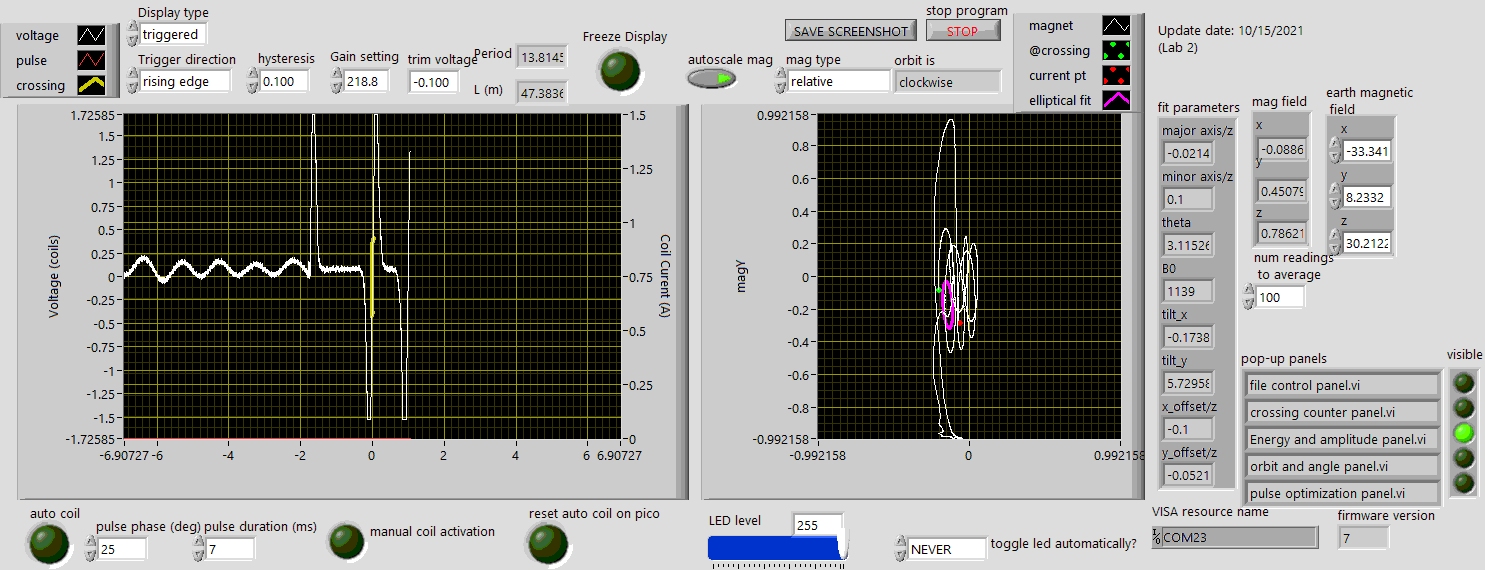 voltage
pulse
crossing
Display type
triggered
Trigger direction
rising edge
hysteresis
0.100
Gain setting
218.8
trim voltage
-0.100
Period
13.8145
L (m)
47.3836
Freeze Display
SAVE SCREENSHOT
stop program
STOP
autoscale mag
mag type
relative
orbit is
clockwise
magnet
@crossing
current pt
elliptical fit
Update date: 10/15/2021
(Lab 2)
Voltage (coils)
1.72585
1.5
1.25
1
0.75
0.5
0.25
0
-0.25
-0.5
-0.75
-1
-1.25
-1.5
-1.72585
-6.90727
-6
-4
-2
0
2
4
6
6.90727
1.5
1.25
1
0.75
0.5
0.25
0
Coil Current (A)
magY
0.992158
0.8
0.6
0.4
0.2
0
-0.2
-0.4
-0.6
-0.8
-0.992158
-0.992158
0
0.992158
fit parameters
major axis/z
-0.0214
minor axis/z
0.1
theta
3.11526
B0
1139
tilt_x
-0.1738
tilt_y
5.72958
x_offset/z
-0.1
y_offset/z
-0.0521
mag field
x
-0.0886
y
0.45079
z
0.78621
earth magnetic
field
x
-33.341
y
8.2332
z
30.2122
num readings
to average
100
pop-up panels
visible
file control panel.vi
crossing counter panel.vi
Energy and amplitude panel.vi
orbit and angle panel.vi
pulse optimization panel.vi
auto coil
pulse phase (deg)
25
pulse duration (ms)
7
manual coil activation
reset auto coil on pico
LED level
255
NEVER
toggle led automatically?
VISA resource name
COM23
firmware version
7